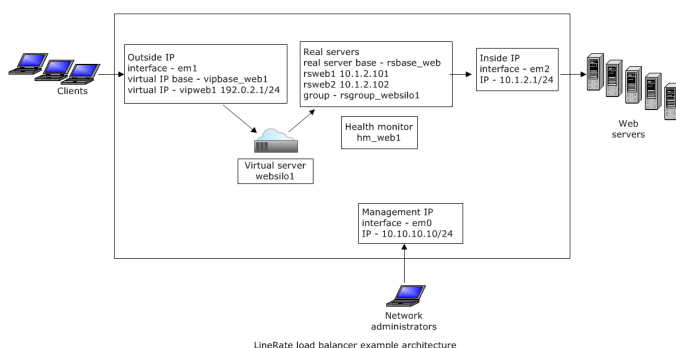 Clients
Outside IP
interface - em1
virtual IP base - vipbase_web1
virtual IP - vipweb1 192.0.2.1/24
Real servers
real server base - rsbase_web
rsweb1 10.1.2.101
rsweb2 10.1.2.102
group - rsgroup_websilo1
Inside IP
interface - em2
IP - 10.1.2.1/24
Web
servers
Health monitor
hm_web1
Virtual server
websilo1
Management IP
interface - em0
IP - 10.10.10.10/24
Network
administrators
LineRate load balancer example architecture